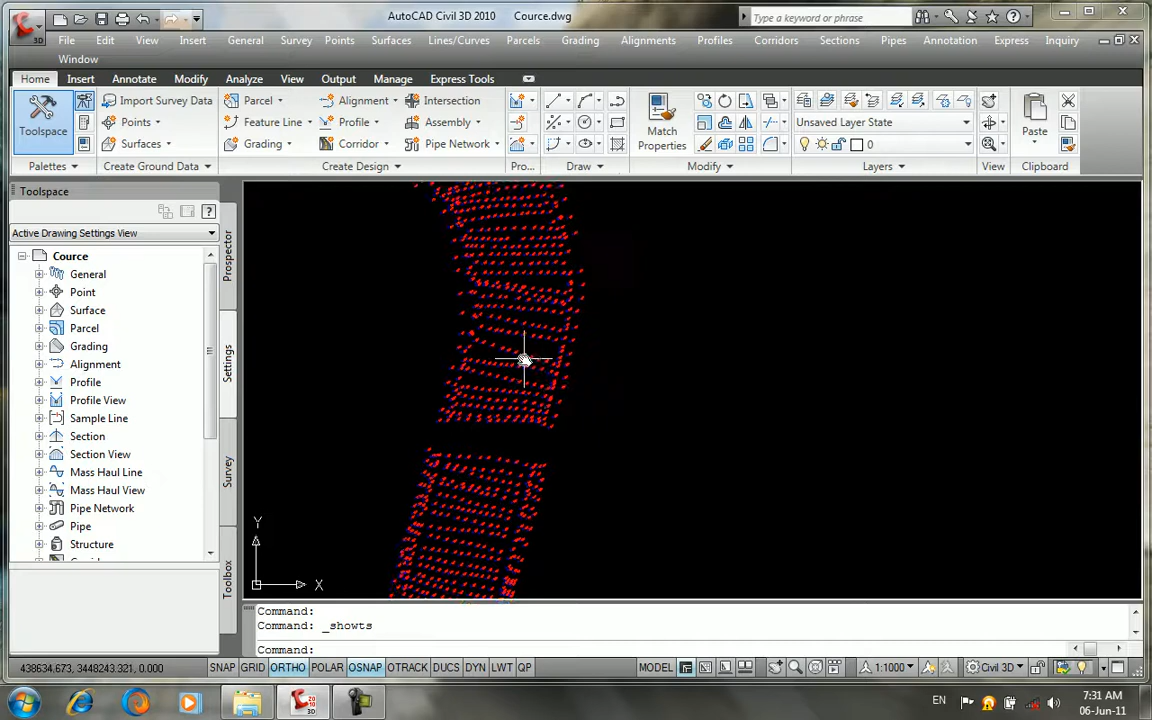 AutoCAD Civil 3D 2010 Cource.dwg
Type a keyword or phrase
File Edit View Insert General Survey Points Surfaces Lines/Curves Parcels Grading Alignments Profiles Corridors Sections Pipes Annotation Express Inquiry
Window
Home Insert Annotate Modify Analyze View Output Manage Express Tools
Import Survey Data Parcel Alignment Intersection
Toolspace Points Feature Line Profile Assembly Match Properties Unsaved Layer State Paste
Surfaces Grading Corridor Pipe Network 0
Palettes Create Ground Data Create Design Pro... Draw Modify Layers View Clipboard
Toolspace
Active Drawing Settings View
Prospector
Settings
Survey
Toolbox
Cource
General
Point
Surface
Parcel
Grading
Alignment
Profile
Profile View
Sample Line
Section
Section View
Mass Haul Line
Mass Haul View
Pipe Network
Pipe
Structure
Y
X
Command:
Command: _showts
Command:
438634.673, 3448243.321, 0.000 SNAP GRID ORTHO POLAR OSNAP OTRACK DUCS DYN LWT QP MODEL 1:1000 Civil 3D
EN 7:31 AM
06-Jun-11